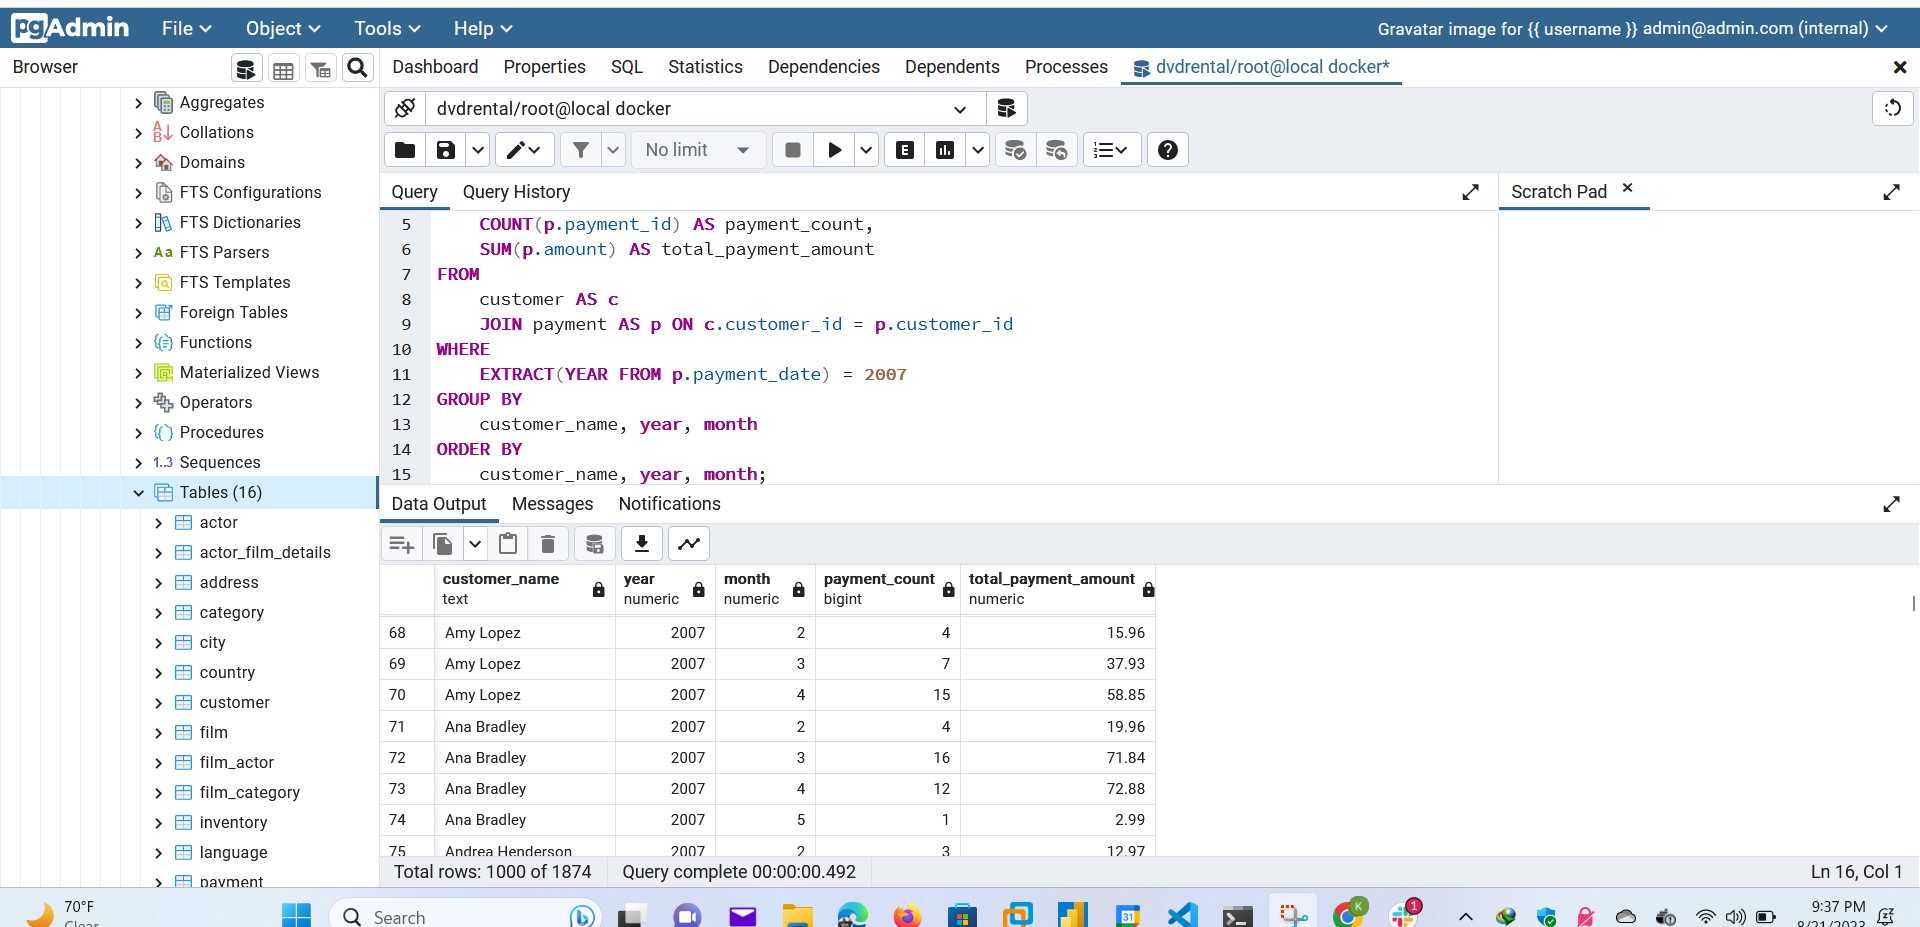 pgAdmin File Object Tools Help Gravatar image for {{ username }} admin@admin.com (internal)
Browser
Dashboard Properties SQL Statistics Dependencies Dependents Processes dvdrental/root@local docker*
Aggregates
Collations
Domains
FTS Configurations
FTS Dictionaries
Aa FTS Parsers
FTS Templates
Foreign Tables
Functions
Materialized Views
Operators
Procedures
1..3 Sequences
Tables (16)
actor
actor_film_details
address
category
city
country
customer
film
film_actor
film_category
inventory
language
payment
dvdrental/root@local docker
No limit E
Query Query History Scratch Pad
5 COUNT(p.payment_id) AS payment_count,
6 SUM(p.amount) AS total_payment_amount
7 FROM
8 customer AS c
9 JOIN payment AS p ON c.customer_id = p.customer_id
10 WHERE
11 EXTRACT(YEAR FROM p.payment_date) = 2007
12 GROUP BY
13 customer_name, year, month
14 ORDER BY
15 customer_name, year, month;
Data Output Messages Notifications
customer_name year month payment_count total_payment_amount
text numeric numeric bigint numeric
68 Amy Lopez 2007 2 4 15.96
69 Amy Lopez 2007 3 7 37.93
70 Amy Lopez 2007 4 15 58.85
71 Ana Bradley 2007 2 4 19.96
72 Ana Bradley 2007 3 16 71.84
73 Ana Bradley 2007 4 12 72.88
74 Ana Bradley 2007 5 1 2.99
75 Andrea Henderson 2007 2 3 12.97
Total rows: 1000 of 1874 Query complete 00:00:00.492 Ln 16, Col 1
70°F
Clear
Search
31
K
1
9:37 PM
8/21/2023